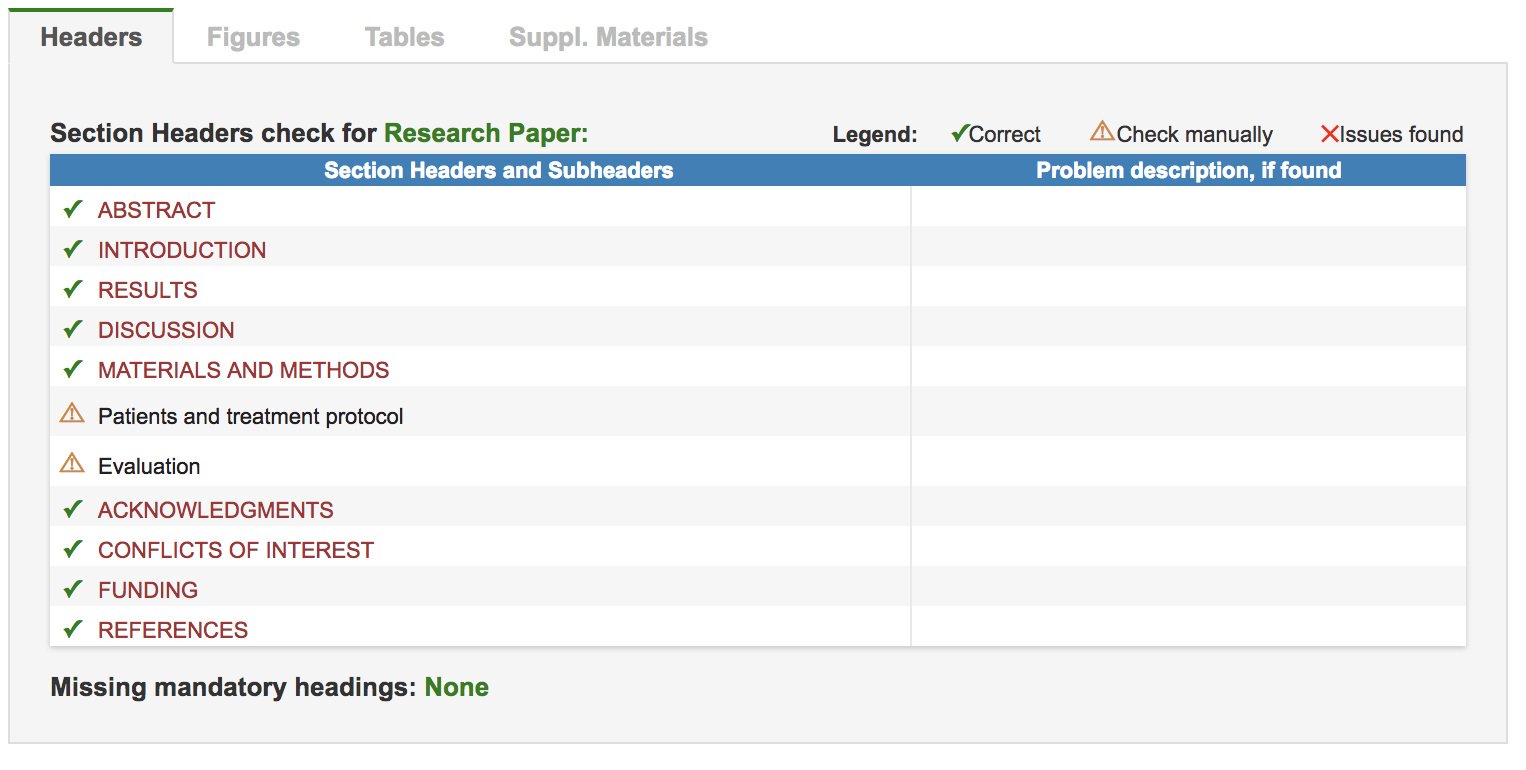 Headers Figures Tables Suppl. Materials
Section Headers check for Research Paper: Legend: ✔Correct ⚠Check manually ✕Issues found
Section Headers and Subheaders Problem description, if found
✔ ABSTRACT
✔ INTRODUCTION
✔ RESULTS
✔ DISCUSSION
✔ MATERIALS AND METHODS
⚠ Patients and treatment protocol
⚠ Evaluation
✔ ACKNOWLEDGMENTS
✔ CONFLICTS OF INTEREST
✔ FUNDING
✔ REFERENCES
Missing mandatory headings: None